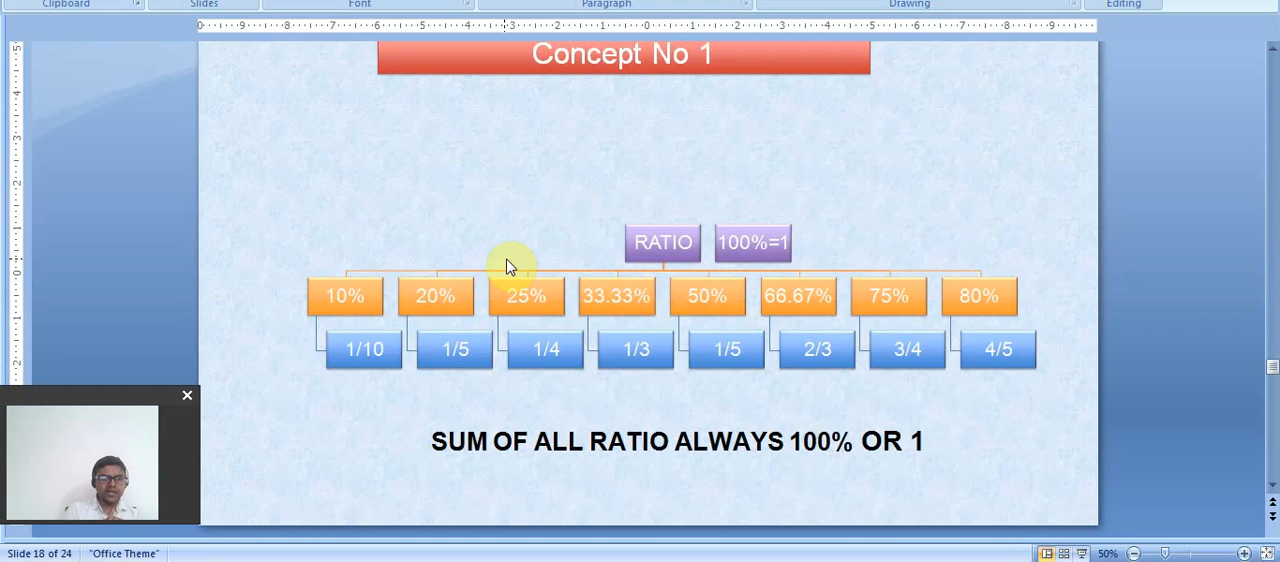 Clipboard
Slides
Font
Paragraph
Drawing
Editing
Concept No 1
RATIO 100%=1
10% 20% 25% 33.33% 50% 66.67% 75% 80%
1/10 1/5 1/4 1/3 1/5 2/3 3/4 4/5
SUM OF ALL RATIO ALWAYS 100% OR 1
Slide 18 of 24
"Office Theme"
50%